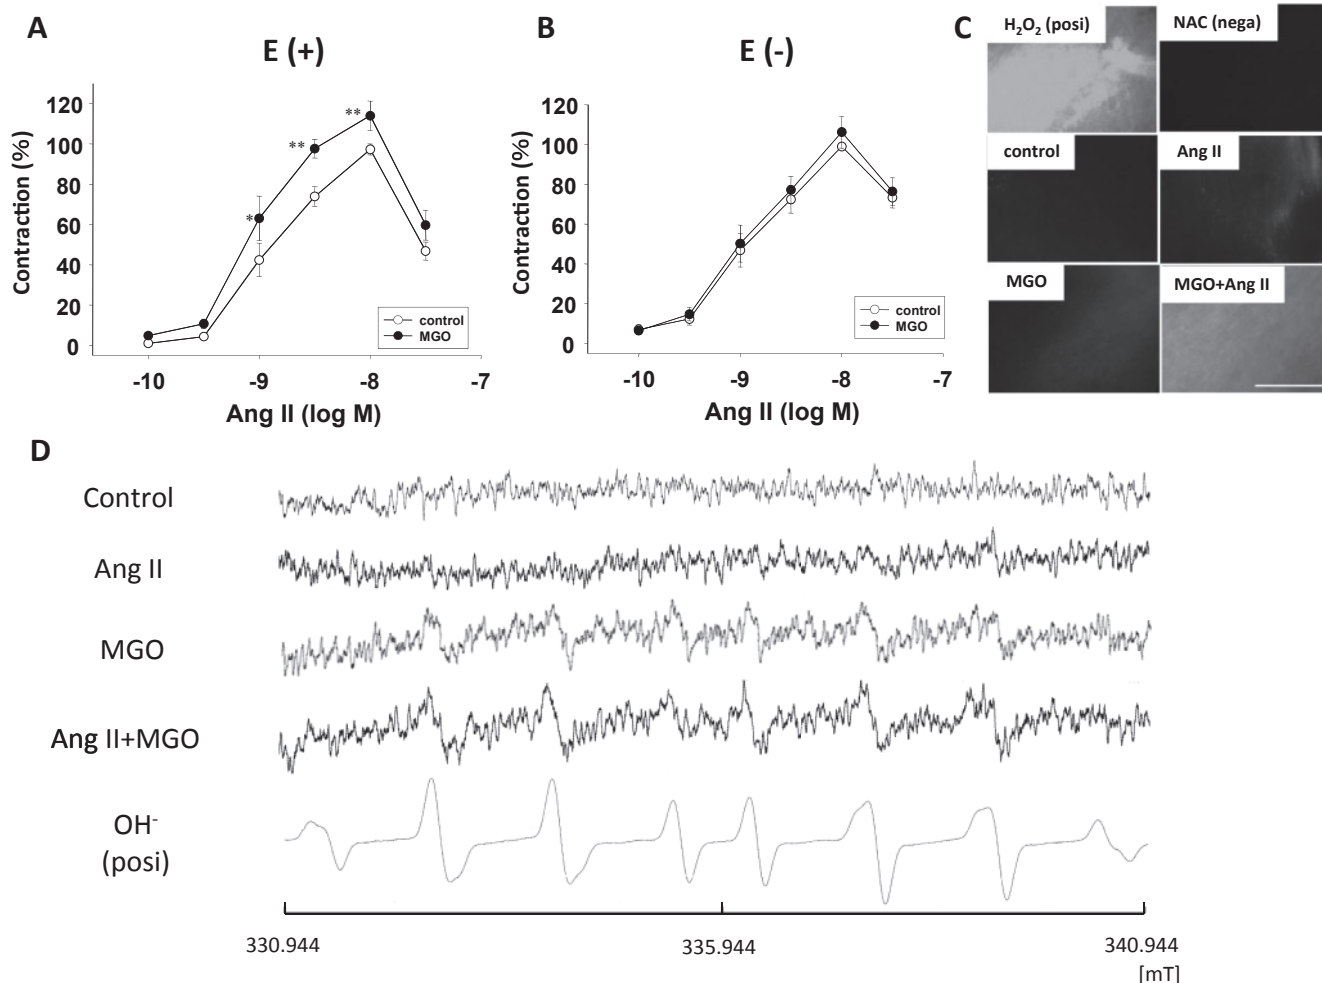 A
E (+)
Contraction (%)
120
100
80
60
40
20
0
**
**
*
control
MGO
-10
-9
-8
-7
Ang II (log M)
B
E (-)
Contraction (%)
120
100
80
60
40
20
0
control
MGO
-10
-9
-8
-7
Ang II (log M)
C
H₂O₂ (posi)
NAC (nega)
control
Ang II
MGO
MGO+Ang II
D
Control
Ang II
MGO
Ang II+MGO
OH⁻
(posi)
330.944
335.944
340.944
[mT]